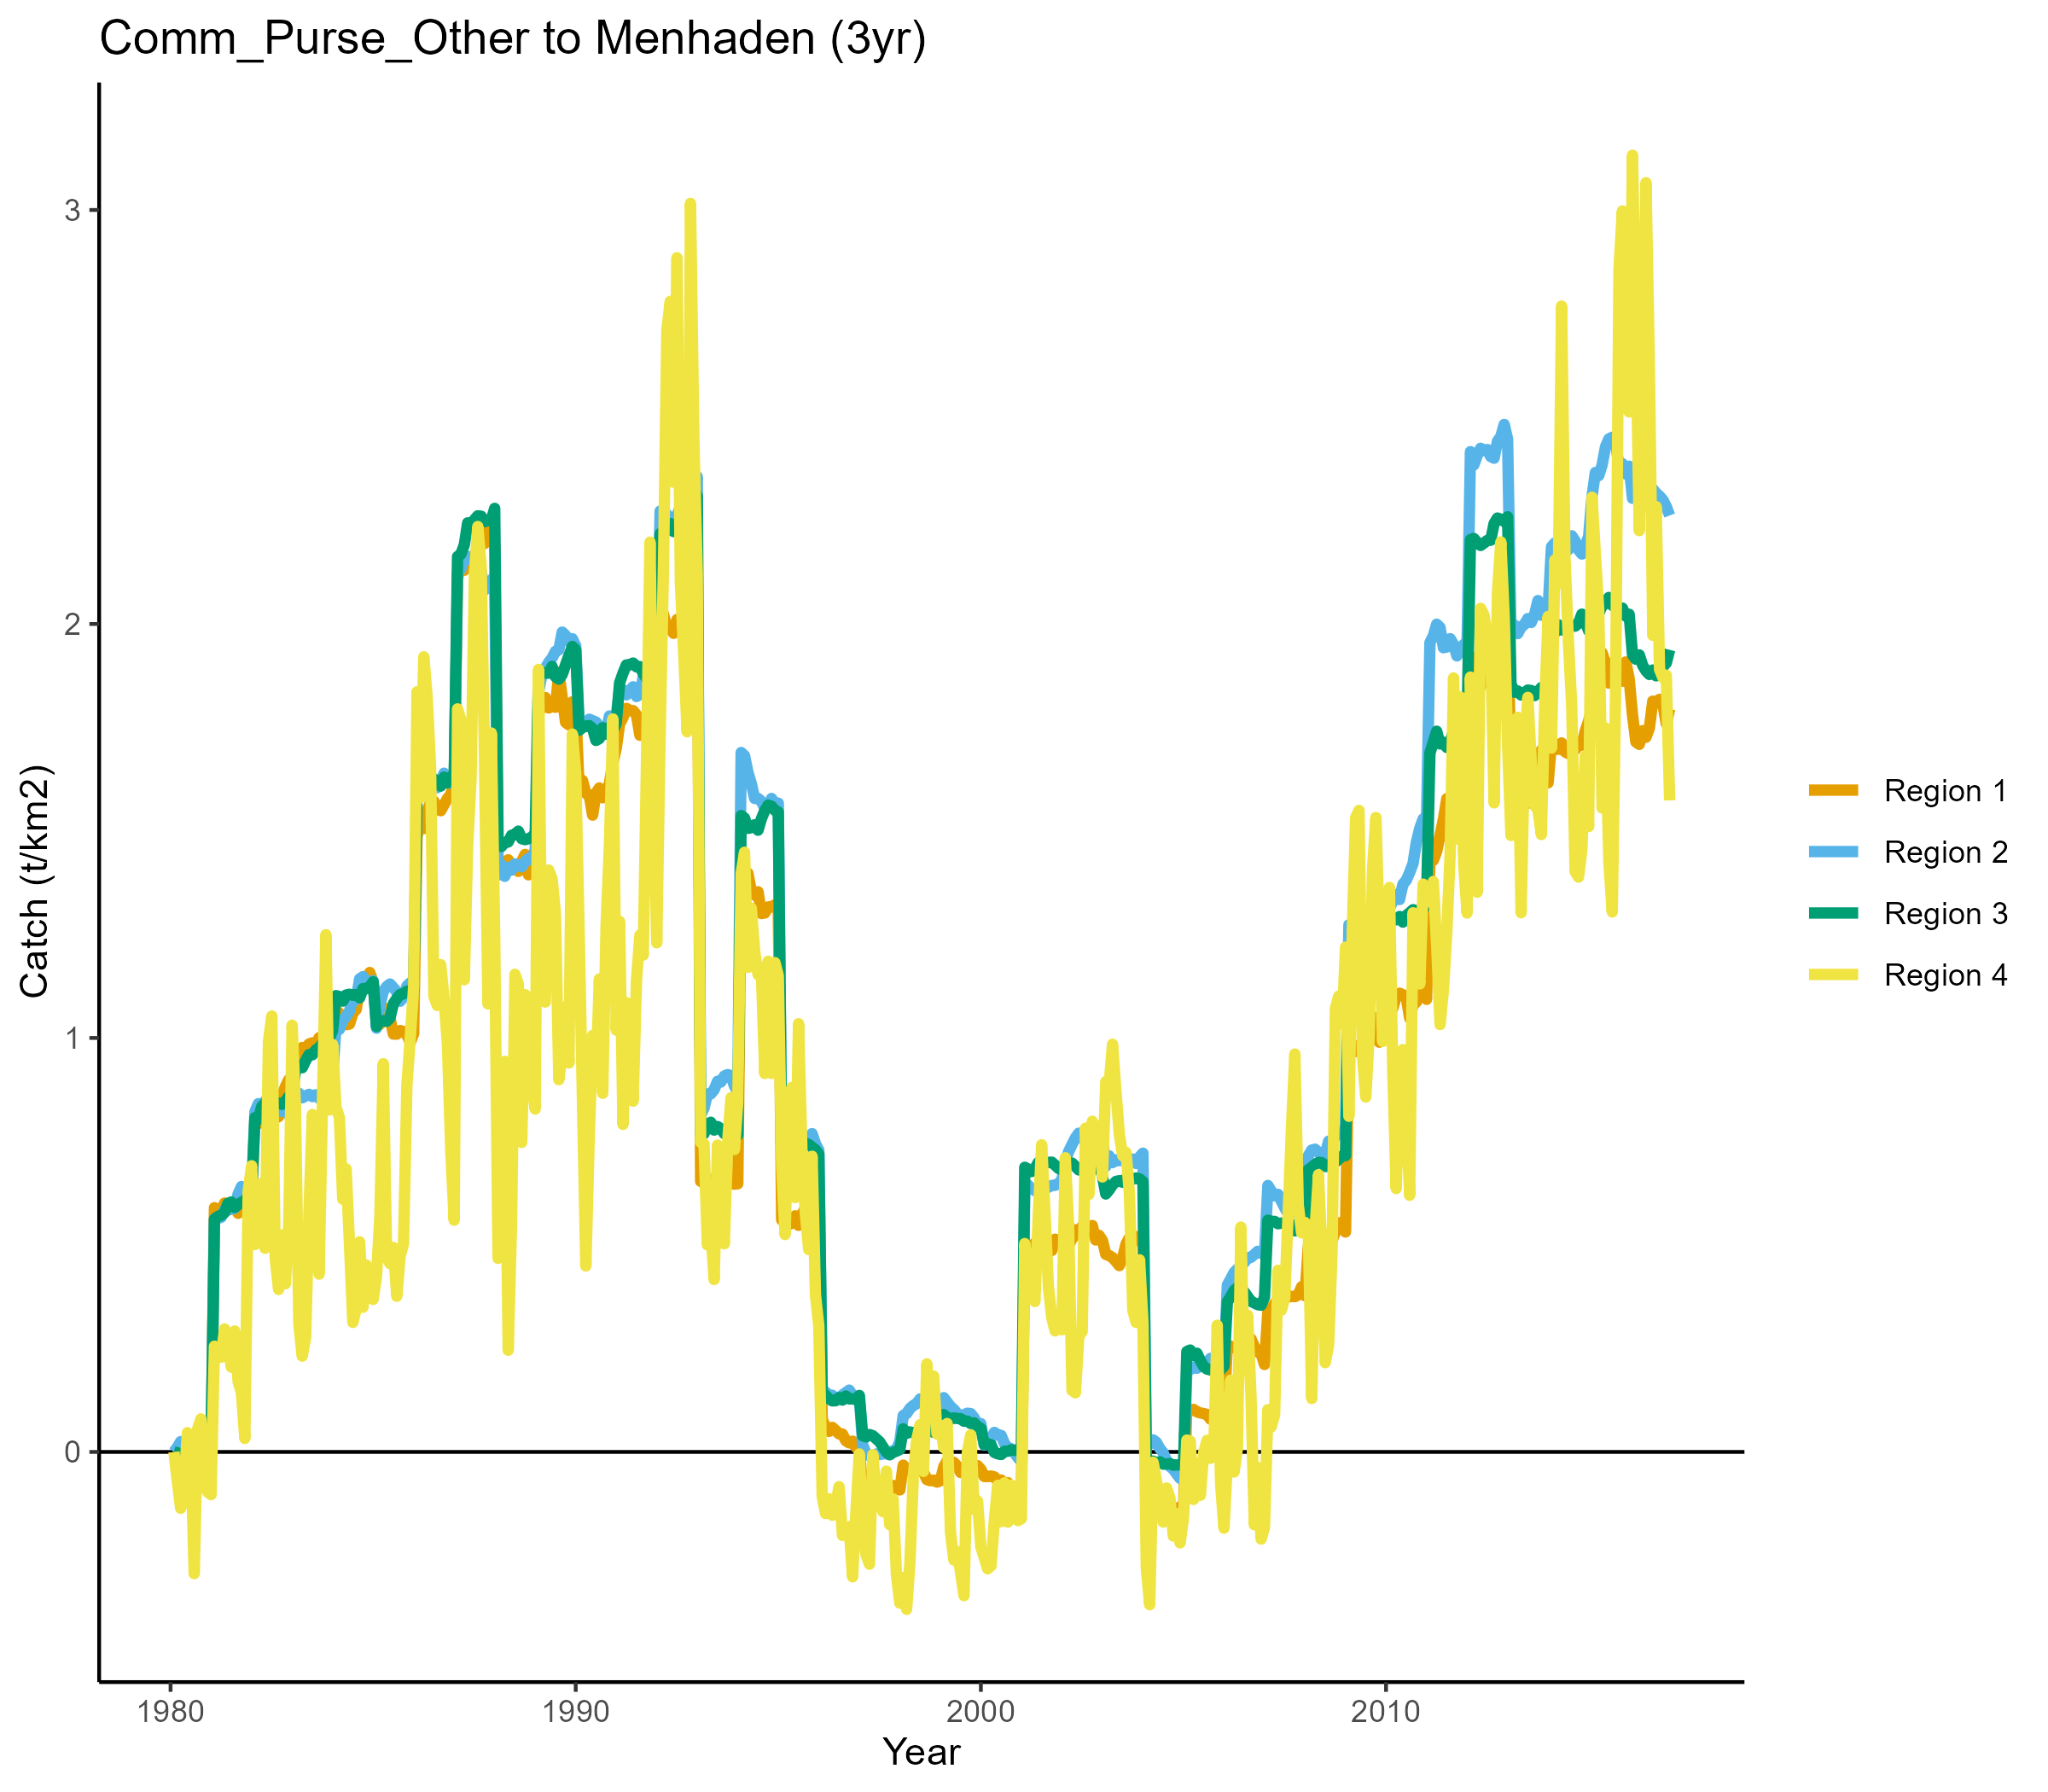 Comm_Purse_Other to Menhaden (3yr)
Catch (t/km2)
3
2
1
0
1980 1990 2000 2010
Year
Region 1
Region 2
Region 3
Region 4